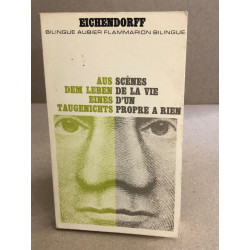 EICHENDORFF
BILINGUE AUBIER FLAMMARION BILINGUE
AUS SCÈNES
DEM LEBEN DE LA VIE
EINES D'UN
TAUGENICHTS PROPRE A RIEN